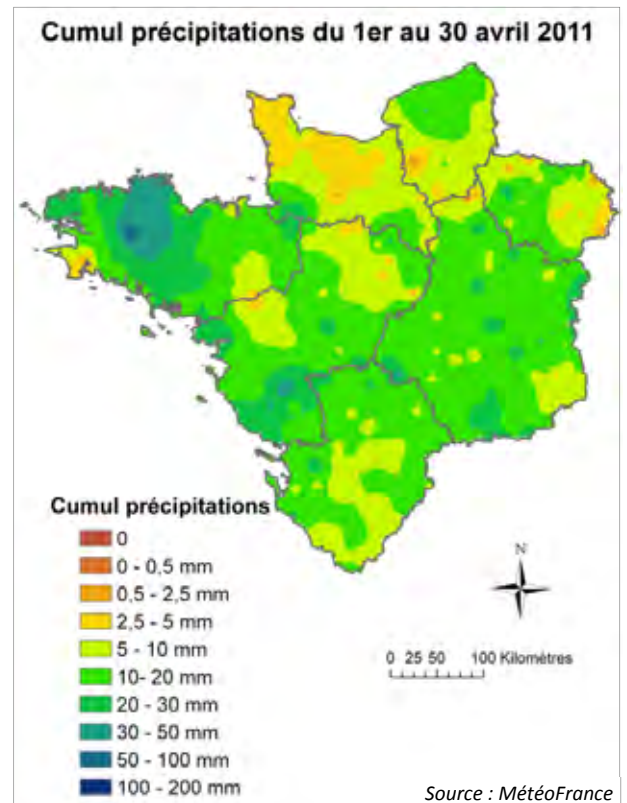 Cumul précipitations du 1er au 30 avril 2011
Cumul précipitations
0
0 - 0,5 mm
0,5 - 2,5 mm
2,5 - 5 mm
5 - 10 mm
10- 20 mm
20 - 30 mm
30 - 50 mm
50 - 100 mm
100 - 200 mm
N
0 25 50 100 Kilomètres
Source : MétéoFrance